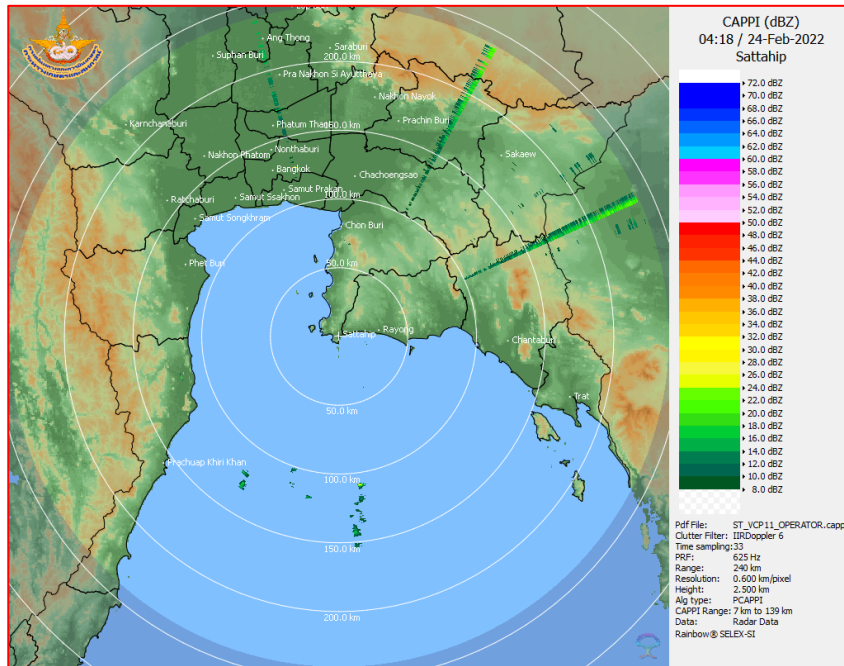 CAPPI (dBZ)
04:18 / 24-Feb-2022
Sattahip
72.0 dBZ
70.0 dBZ
68.0 dBZ
66.0 dBZ
64.0 dBZ
62.0 dBZ
60.0 dBZ
58.0 dBZ
56.0 dBZ
54.0 dBZ
52.0 dBZ
50.0 dBZ
48.0 dBZ
46.0 dBZ
44.0 dBZ
42.0 dBZ
40.0 dBZ
38.0 dBZ
36.0 dBZ
34.0 dBZ
32.0 dBZ
30.0 dBZ
28.0 dBZ
26.0 dBZ
24.0 dBZ
22.0 dBZ
20.0 dBZ
18.0 dBZ
16.0 dBZ
14.0 dBZ
12.0 dBZ
10.0 dBZ
8.0 dBZ
Pdf File: ST_VCP11_OPERATOR.capp
Clutter Filter: IIRDoppler 6
Time sampling: 33
PRF: 625 Hz
Range: 240 km
Resolution: 0.600 km/pixel
Height: 2.500 km
Alg type: PCAPPI
CAPPI Range: 7 km to 139 km
Data: Radar Data
Rainbow® SELEX-SI
Ang Thong
Saraburi
Suphan Buri
200.0 km
Pra Nakhon Si Ayutthaya
Nakhon Nayok
Karnchanaburi
Phatum Thani
150.0 km
Prachin Buri
Nonthaburi
Nakhon Phatom
Sakaew
Bangkok
Chachoengsao
Samut Prakan
Ratchaburi
Samut Ssakhon
100.0 km
Samut Songkhram
Chon Buri
Phet Buri
50.0 km
Sattahip
Rayong
Chantaburi
Trat
50.0 km
Prachuap Khiri Khan
100.0 km
150.0 km
200.0 km